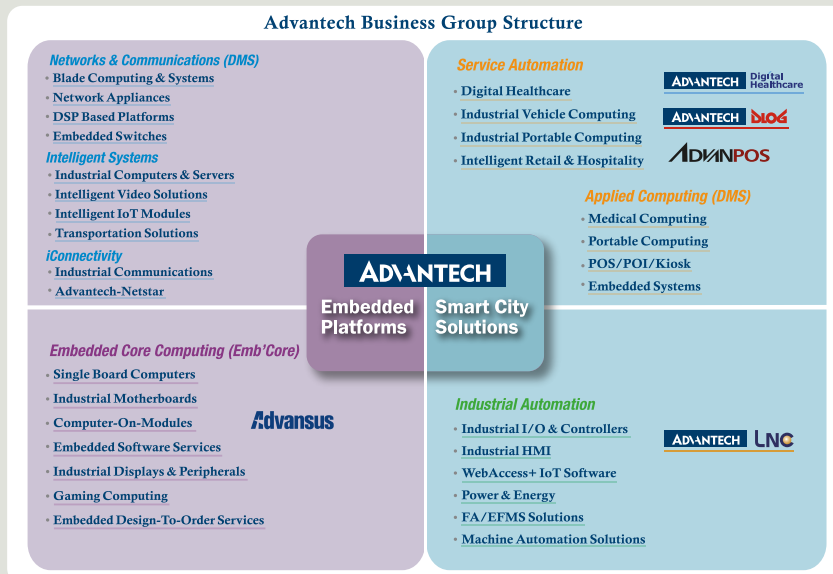 Advantech Business Group Structure
Networks & Communications (DMS)
• Blade Computing & Systems
• Network Appliances
• DSP Based Platforms
• Embedded Switches
Intelligent Systems
• Industrial Computers & Servers
• Intelligent Video Solutions
• Intelligent IoT Modules
• Transportation Solutions
iConnectivity
• Industrial Communications
• Advantech-Netstar
Service Automation
• Digital Healthcare
• Industrial Vehicle Computing
• Industrial Portable Computing
• Intelligent Retail & Hospitality
ADVANTECH Digital Healthcare
ADVANTECH DLOG
ADVANPOS
Applied Computing (DMS)
• Medical Computing
• Portable Computing
• POS/POI/Kiosk
• Embedded Systems
ADVANTECH
Embedded
Platforms
Smart City
Solutions
Embedded Core Computing (Emb'Core)
• Single Board Computers
• Industrial Motherboards
• Computer-On-Modules
• Embedded Software Services
• Industrial Displays & Peripherals
• Gaming Computing
• Embedded Design-To-Order Services
Advansus
Industrial Automation
• Industrial I/O & Controllers
• Industrial HMI
• WebAccess+ IoT Software
• Power & Energy
• FA/EFMS Solutions
• Machine Automation Solutions
ADVANTECH LNC